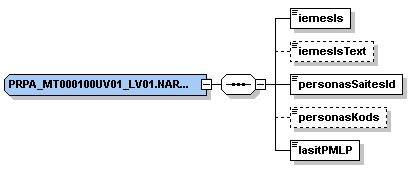 iemesls
iemeslsText
PRPA_MT000100UV01_LV01.NAR...
personasSaitesId
personasKods
lasitPMLP